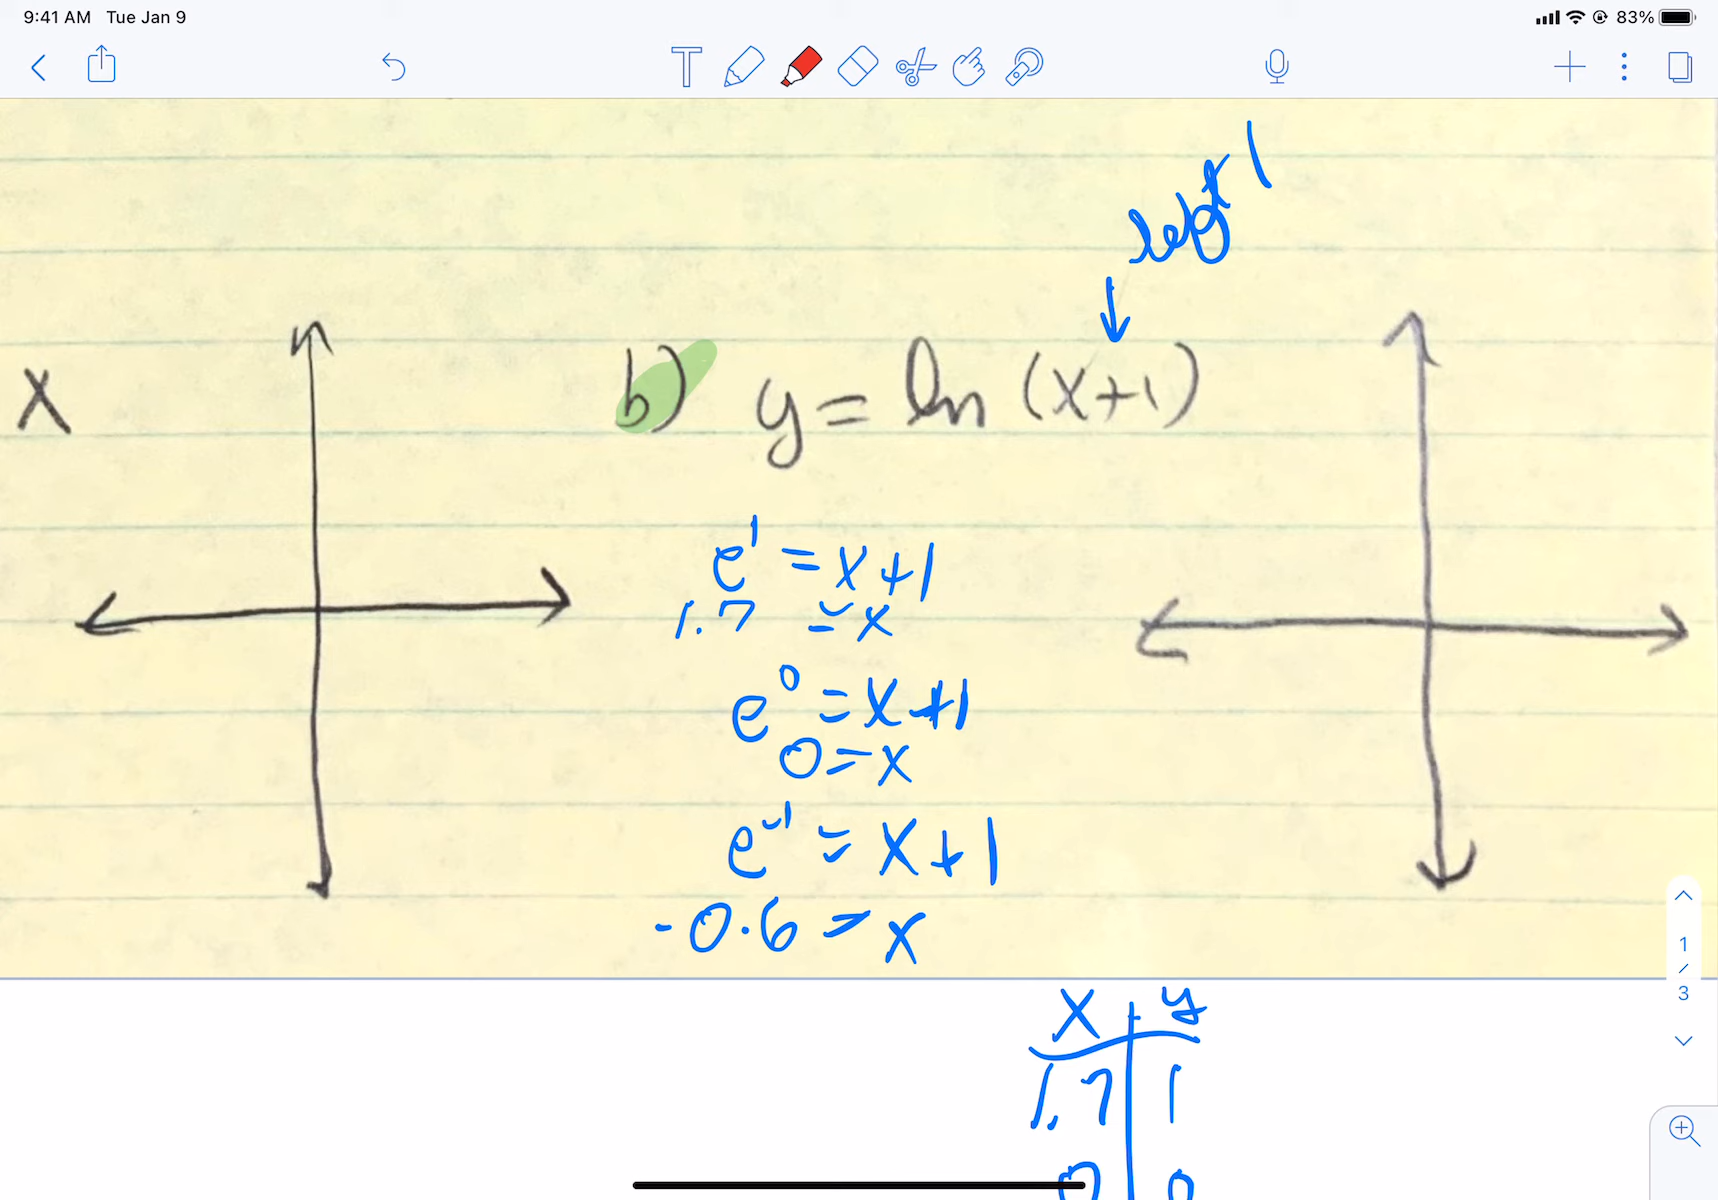 9:41 AM Tue Jan 9
83%
T
left 1
x
b) y = ln (x+1)
e¹ = x+1
1.7 = x
e⁰ = x+1
0 = x
e⁻¹ = x+1
-0.6 = x
1
/
3
x y
1.7 1
0 0